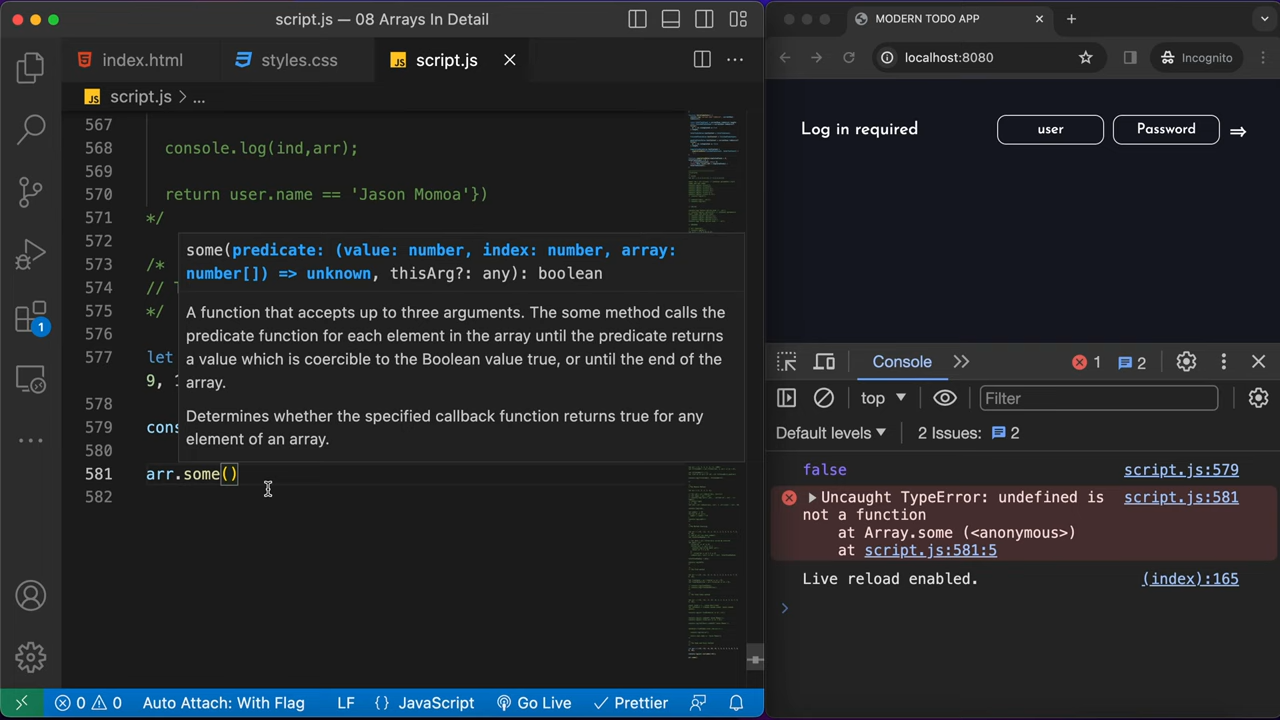 script.js — 08 Arrays In Detail
index.html
styles.css
script.js
script.js > ...
567
568 console.log(ind,arr);
569
570 return user.name == 'Jason Momoa'})
571 */
572
573 /*
574 //
575 */
576
577 let
9,
578
579 cons
580
581 arr.some()
582
some(predicate: (value: number, index: number, array:
number[]) => unknown, thisArg?: any): boolean
A function that accepts up to three arguments. The some method calls the
predicate function for each element in the array until the predicate returns
a value which is coercible to the Boolean value true, or until the end of the
array.
Determines whether the specified callback function returns true for any
element of an array.
1
0 0 Auto Attach: With Flag LF {} JavaScript Go Live Prettier
MODERN TODO APP
localhost:8080 Incognito
Log in required user Password ⇒
Console 1 2
top Filter
Default levels 2 Issues: 2
false script.js:579
Uncaught TypeError: undefined is script.js:581
not a function
at Array.some (<anonymous>)
at script.js:581:5
Live reload enabled. (index):165